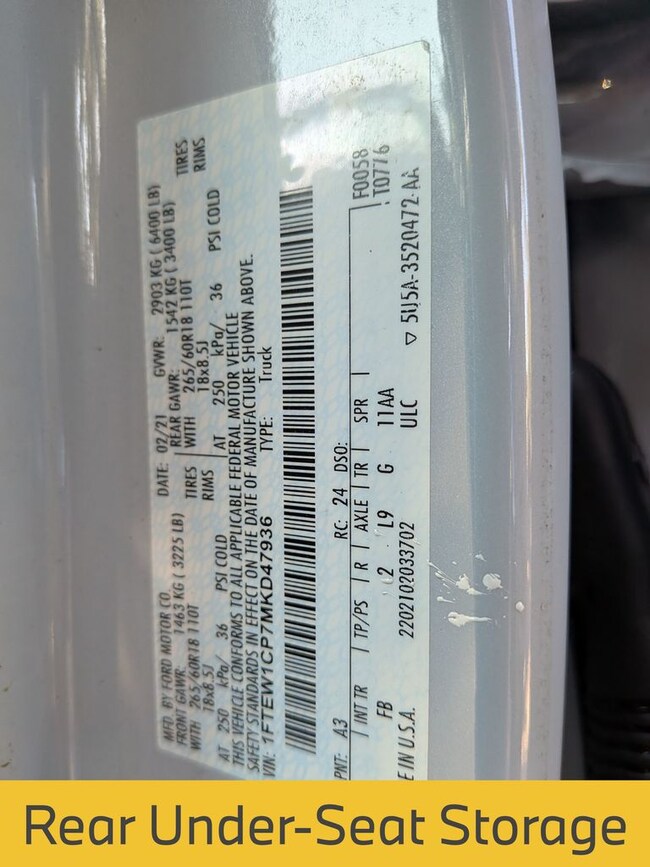 MFD. BY FORD MOTOR CO.
DATE: 02/21 GVWR: 2903 KG ( 6400 LB)
FRONT GAWR: 1463 KG ( 3225 LB)
REAR GAWR: 1542 KG ( 3400 LB)
WITH 265/60R18 110T TIRES
WITH 265/60R18 110T TIRES
18x8.5J RIMS
18x8.5J RIMS
AT 250 kPa/ 36 PSI COLD
AT 250 kPa/ 36 PSI COLD
THIS VEHICLE CONFORMS TO ALL APPLICABLE FEDERAL MOTOR VEHICLE
SAFETY STANDARDS IN EFFECT ON THE DATE OF MANUFACTURE SHOWN ABOVE.
VIN: 1FTEW1CP7MKD47936 TYPE: Truck
F0058
T0776
PNT: A3 RC: 24 DSO:
| INT TR | TP/PS | R | AXLE | TR | SPR |
FB 2 L9 G 11AA
E IN U.S.A. 2202102033702 ULC ▽ 5U5A-3520472-AA
Rear Under-Seat Storage